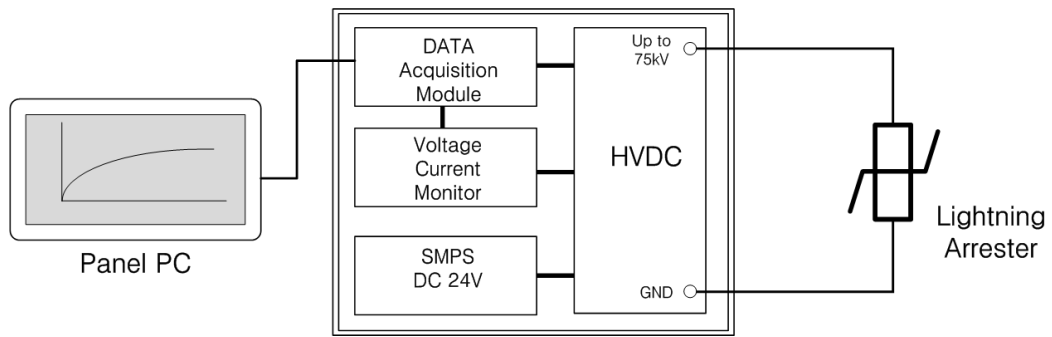 DATA
Acquisition
Module
Voltage
Current
Monitor
SMPS
DC 24V
HVDC
Up to
75kV
GND
Panel PC
Lightning
Arrester